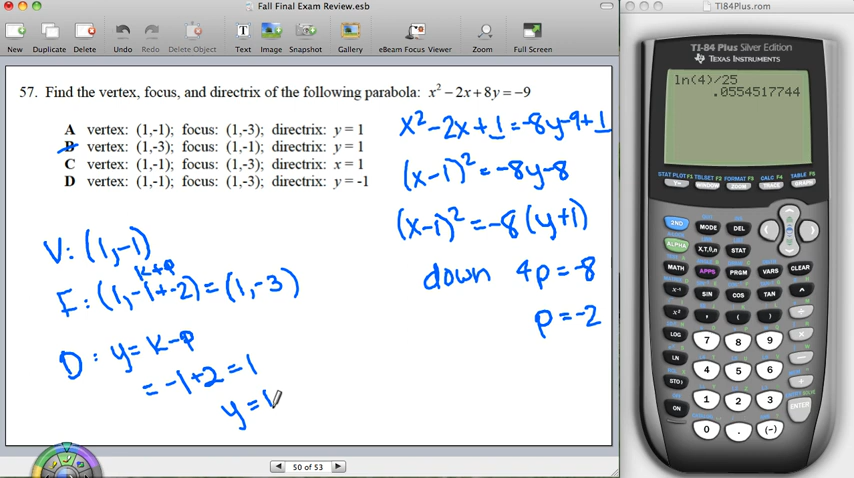 Fall Final Exam Review.esb
TI84Plus.rom
New Duplicate Delete Undo Redo Delete Object Text Image Snapshot Gallery eBeam Focus Viewer Zoom Full Screen
57. Find the vertex, focus, and directrix of the following parabola: x² − 2x + 8y = −9
A vertex: (1,-1); focus: (1,-3); directrix: y = 1
B vertex: (1,-3); focus: (1,-1); directrix: y = 1
C vertex: (1,-1); focus: (1,-3); directrix: x = 1
D vertex: (1,-1); focus: (1,-3); directrix: y = -1
x²-2x+1=-8y-9+1
(x-1)²=-8y-8
(x-1)²=-8(y+1)
down 4p=-8
p=-2
V: (1,-1)
k+p
F: (1,-1+-2)=(1,-3)
D: y=k-p
=-1+2=1
y=1
50 of 53
TI-84 Plus Silver Edition
TEXAS INSTRUMENTS
ln(4)/25
.0554517744
STAT PLOT F1 TBLSET F2 FORMAT F3 CALC F4 TABLE F5
Y= WINDOW ZOOM TRACE GRAPH
2ND MODE DEL
ALPHA X,T,θ,n STAT
MATH APPS PRGM VARS CLEAR
x⁻¹ SIN COS TAN ^
x² , ( ) ÷
LOG 7 8 9 ×
LN 4 5 6 −
STO 1 2 3 +
ON 0 . (-) ENTER